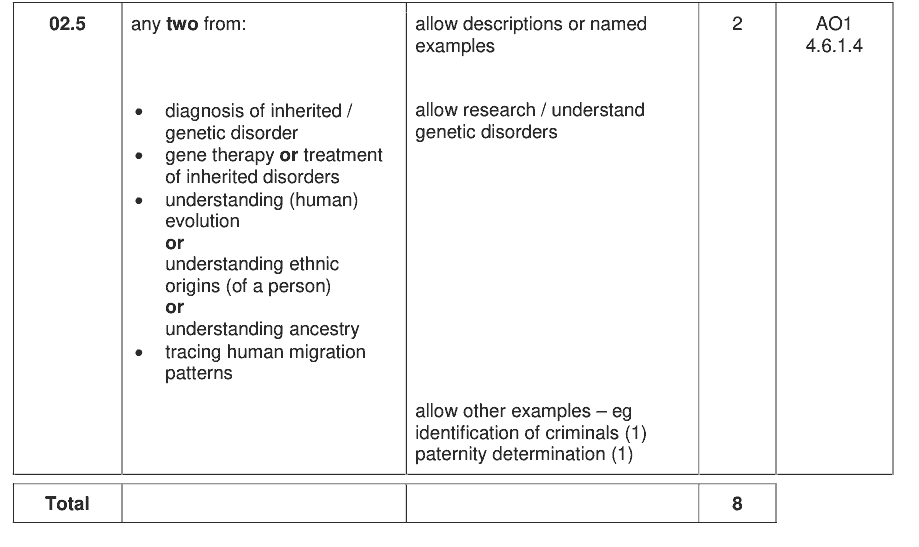 02.5
any two from:
allow descriptions or named
examples
2
AO1
4.6.1.4
• diagnosis of inherited /
genetic disorder
allow research / understand
genetic disorders
• gene therapy or treatment
of inherited disorders
• understanding (human)
evolution
or
understanding ethnic
origins (of a person)
or
understanding ancestry
• tracing human migration
patterns
allow other examples – eg
identification of criminals (1)
paternity determination (1)
Total
8